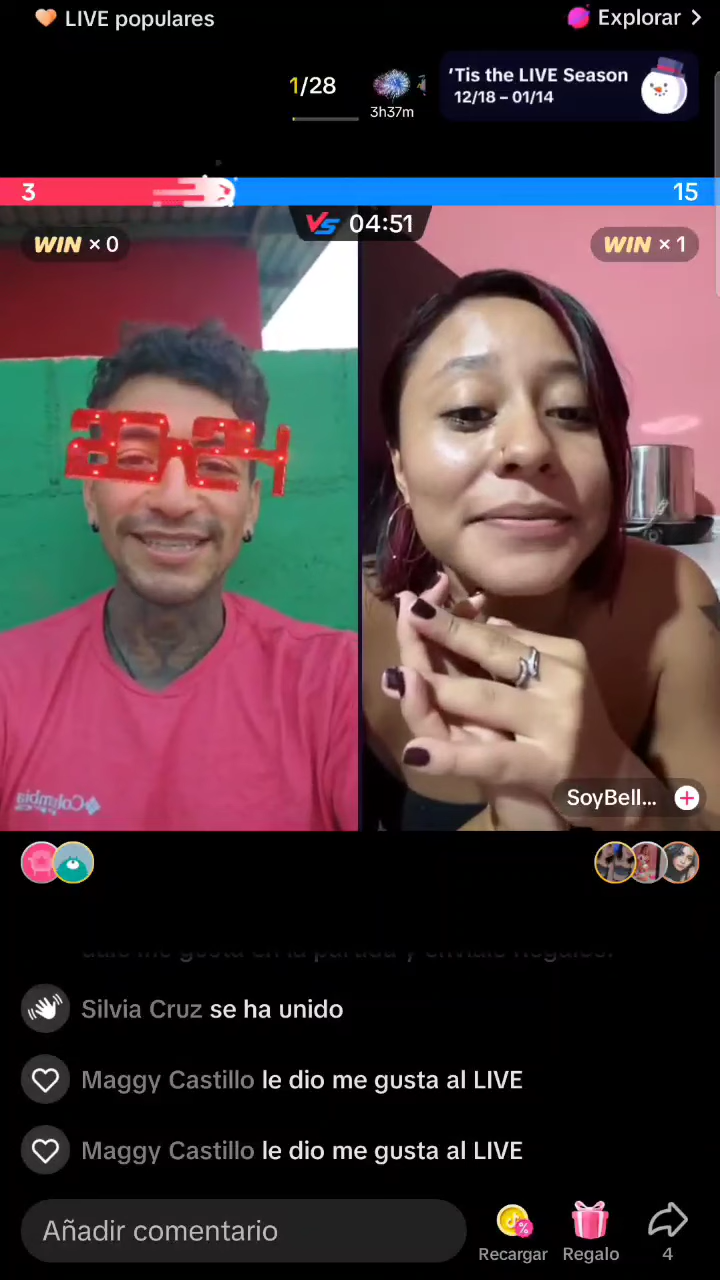 LIVE populares
Explorar
1/28
3h37m
'Tis the LIVE Season
12/18 – 01/14
3
15
VS 04:51
WIN × 0
WIN × 1
Columbia
SoyBell...
Silvia Cruz se ha unido
Maggy Castillo le dio me gusta al LIVE
Maggy Castillo le dio me gusta al LIVE
Añadir comentario
Recargar
Regalo
4